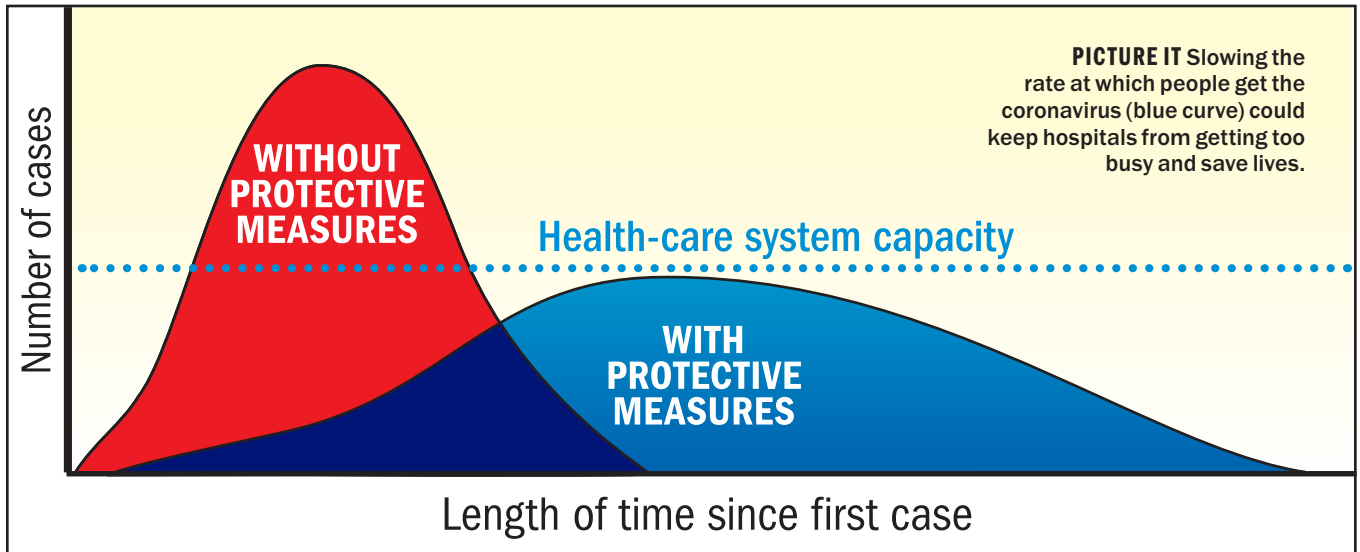 PICTURE IT Slowing the
rate at which people get the
coronavirus (blue curve) could
keep hospitals from getting too
busy and save lives.
Number of cases
WITHOUT
PROTECTIVE
MEASURES
Health-care system capacity
WITH
PROTECTIVE
MEASURES
Length of time since first case